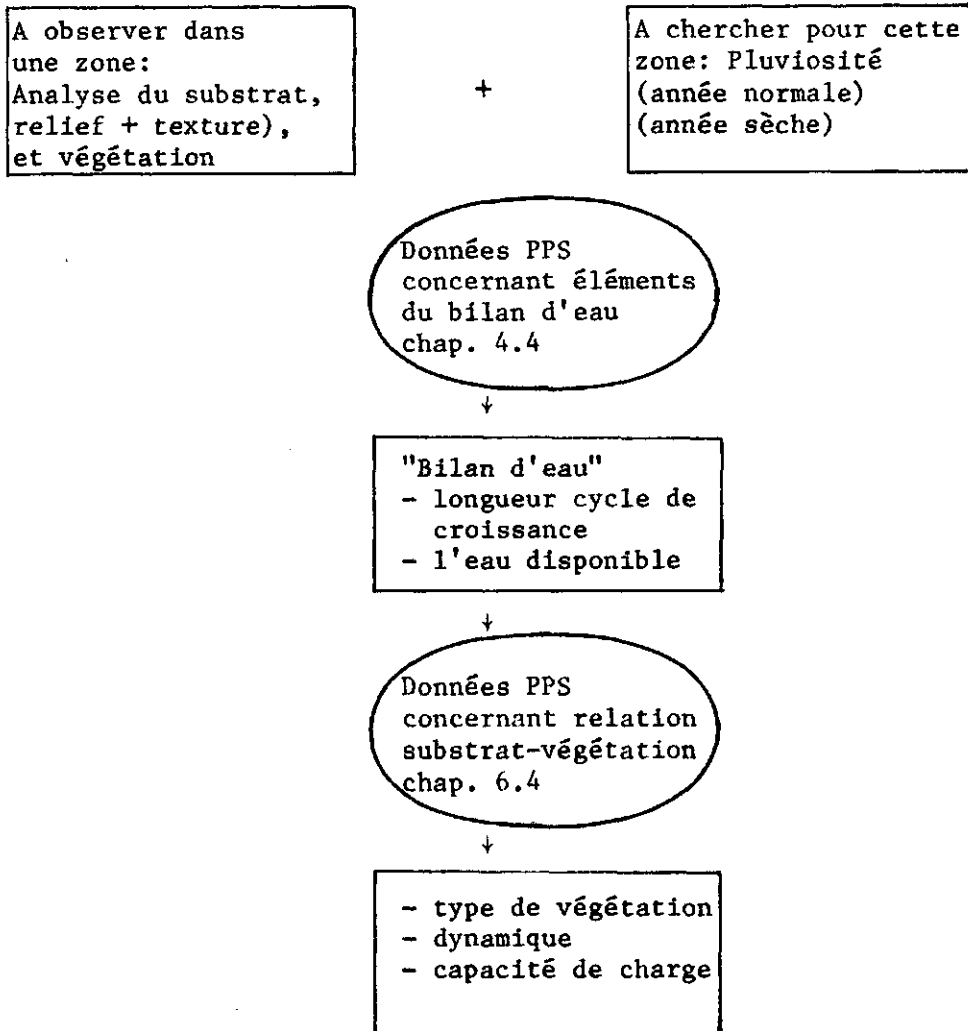 A observer dans
une zone:
Analyse du substrat,
relief + texture),
et végétation
+
A chercher pour cette
zone: Pluviosité
(année normale)
(année sèche)
Données PPS
concernant éléments
du bilan d'eau
chap. 4.4
↓
"Bilan d'eau"
- longueur cycle de
croissance
- l'eau disponible
↓
Données PPS
concernant relation
substrat-végétation
chap. 6.4
↓
- type de végétation
- dynamique
- capacité de charge